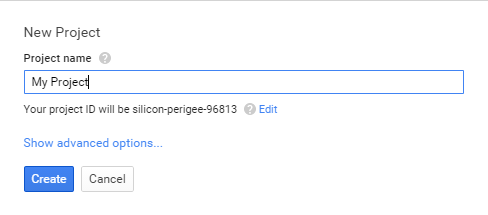 New Project
Project name ?
My Project
Your project ID will be silicon-perigee-96813 ? Edit
Show advanced options...
Create Cancel